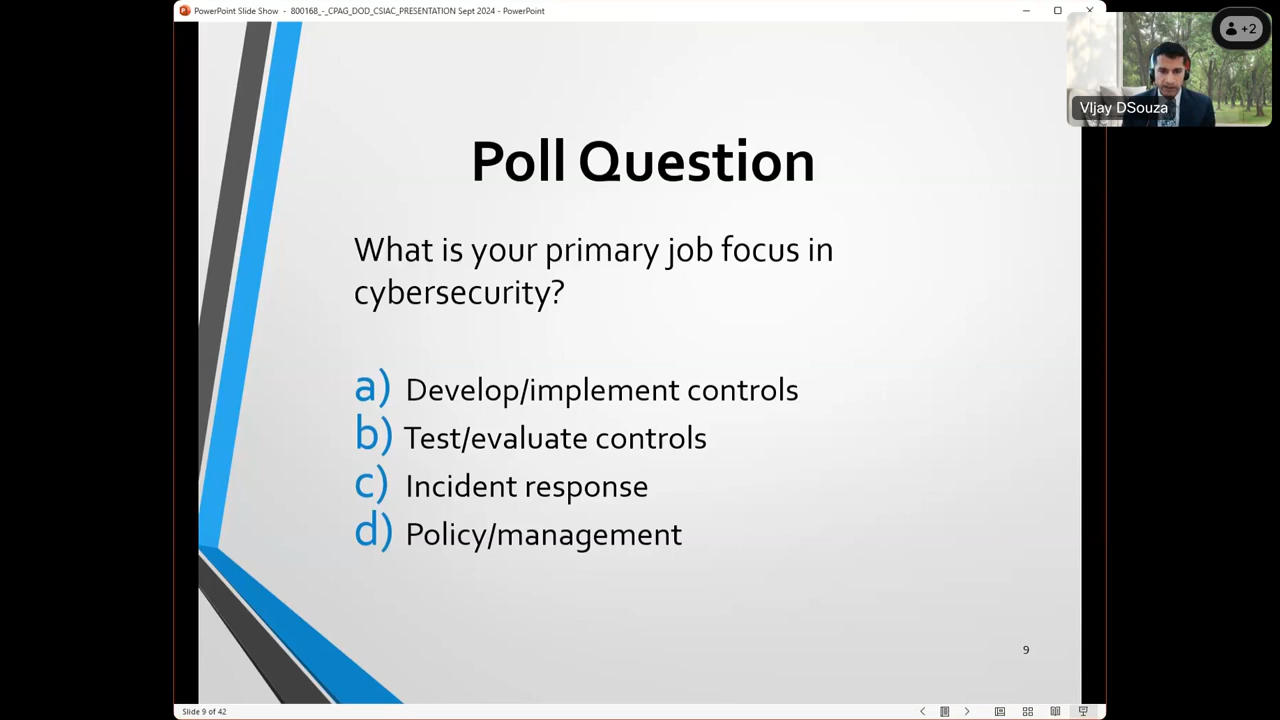 PowerPoint Slide Show - 800168_-_CPAG_DOD_CSIAC_PRESENTATION Sept 2024 - PowerPoint
+2
VIjay DSouza
Poll Question
What is your primary job focus in
cybersecurity?
a) Develop/implement controls
b) Test/evaluate controls
c) Incident response
d) Policy/management
9
Slide 9 of 42